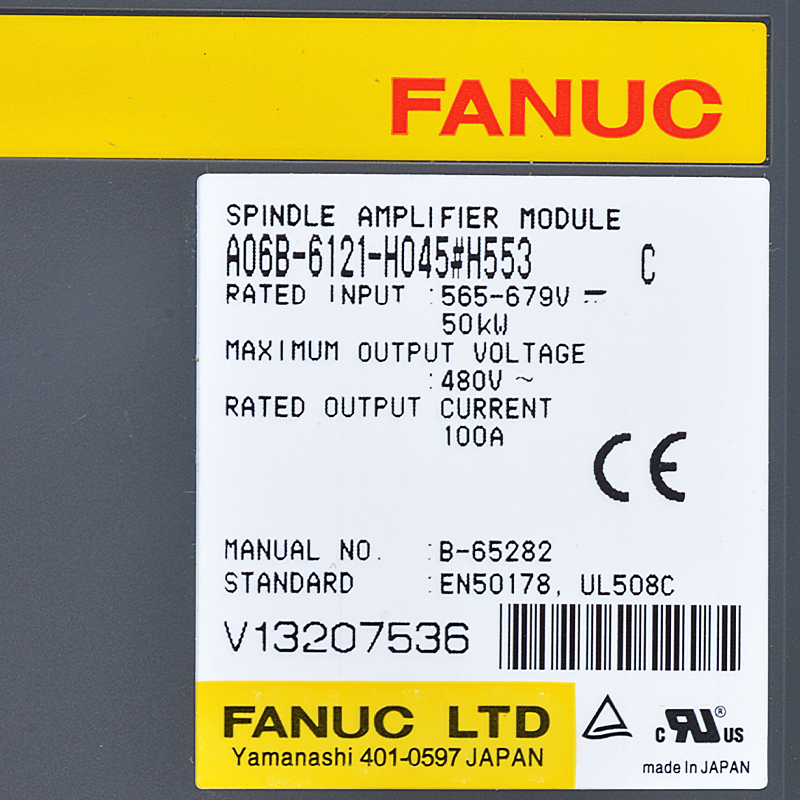 FANUC
SPINDLE AMPLIFIER MODULE
A06B-6121-H045#H553 C
RATED INPUT :565-679V ⎓
50kW
MAXIMUM OUTPUT VOLTAGE
:480V ~
RATED OUTPUT CURRENT
100A
CE
MANUAL NO. :B-65282
STANDARD :EN50178, UL508C
V13207536
FANUC LTD
Yamanashi 401-0597 JAPAN
c RU ® US
made In JAPAN